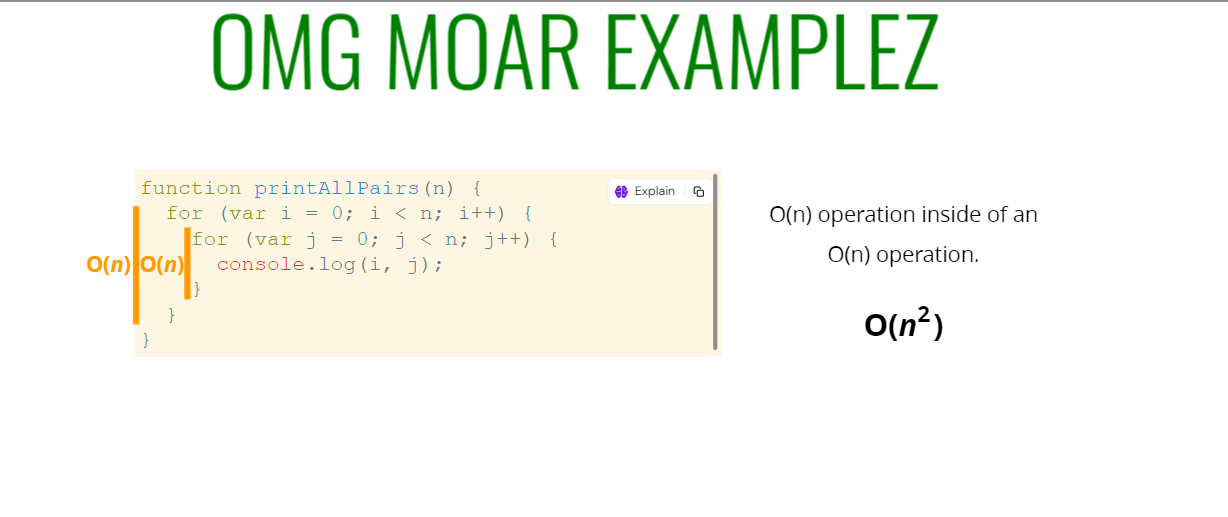 OMG MOAR EXAMPLEZ
function printAllPairs(n) {
Explain
for (var i = 0; i < n; i++) {
for (var j = 0; j < n; j++) {
O(n) O(n) console.log(i, j);
}
}
}
O(n) operation inside of an
O(n) operation.
O(n²)